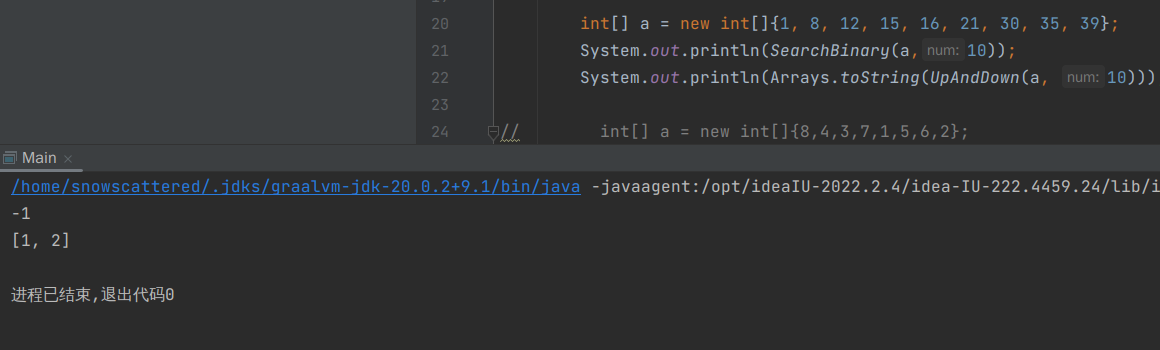 20 int[] a = new int[]{1, 8, 12, 15, 16, 21, 30, 35, 39};
21 System.out.println(SearchBinary(a, num: 10));
22 System.out.println(Arrays.toString(UpAndDown(a, num: 10)))
23
24 // int[] a = new int[]{8,4,3,7,1,5,6,2};
Main ×
/home/snowscattered/.jdks/graalvm-jdk-20.0.2+9.1/bin/java -javaagent:/opt/ideaIU-2022.2.4/idea-IU-222.4459.24/lib/i
-1
[1, 2]
进程已结束,退出代码0